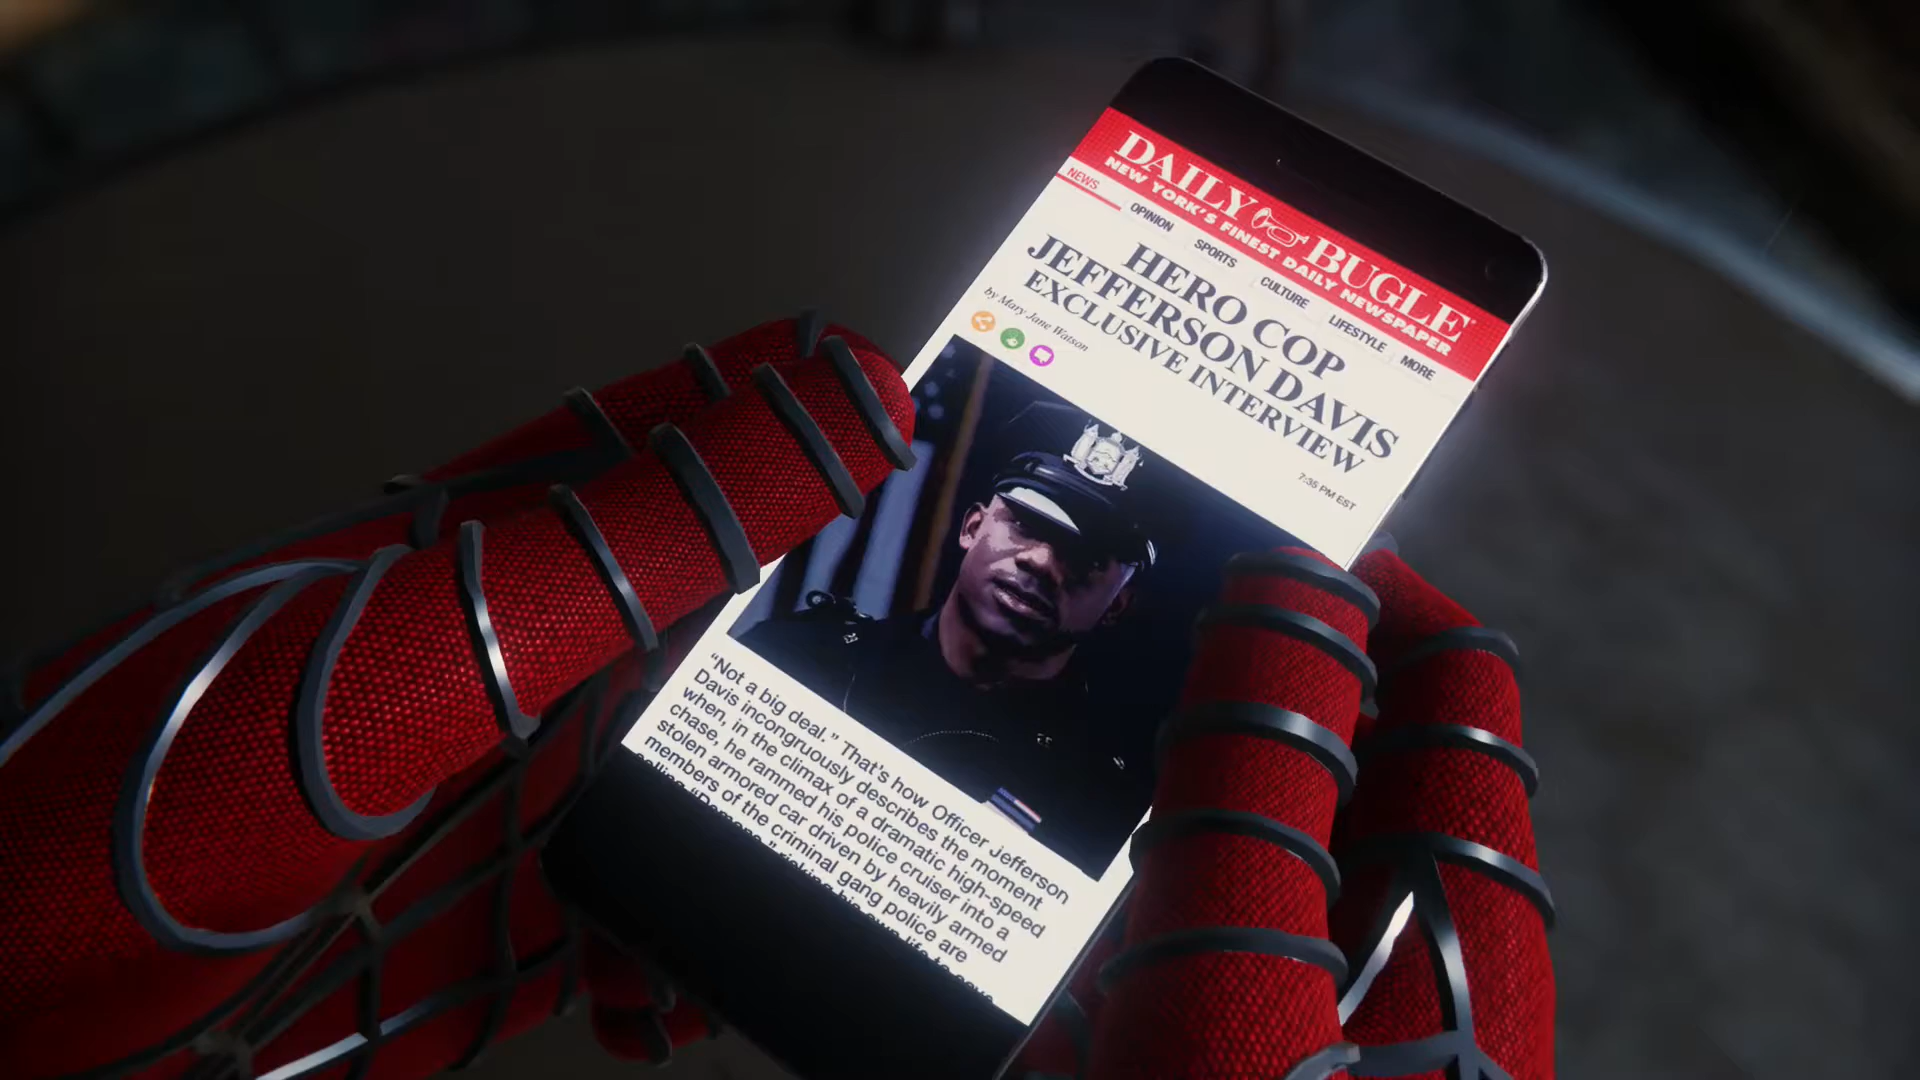 DAILY BUGLE
NEW YORK'S FINEST DAILY NEWSPAPER
NEWS OPINION SPORTS CULTURE LIFESTYLE MORE
HERO COP
JEFFERSON DAVIS
EXCLUSIVE INTERVIEW
by Mary Jane Watson
7:35 PM EST
“Not a big deal.” That's how Officer Jefferson
Davis incongruously describes the moment
when, in the climax of a dramatic high-speed
chase, he rammed his police cruiser into a
stolen armored car driven by heavily armed
members of the criminal gang police are